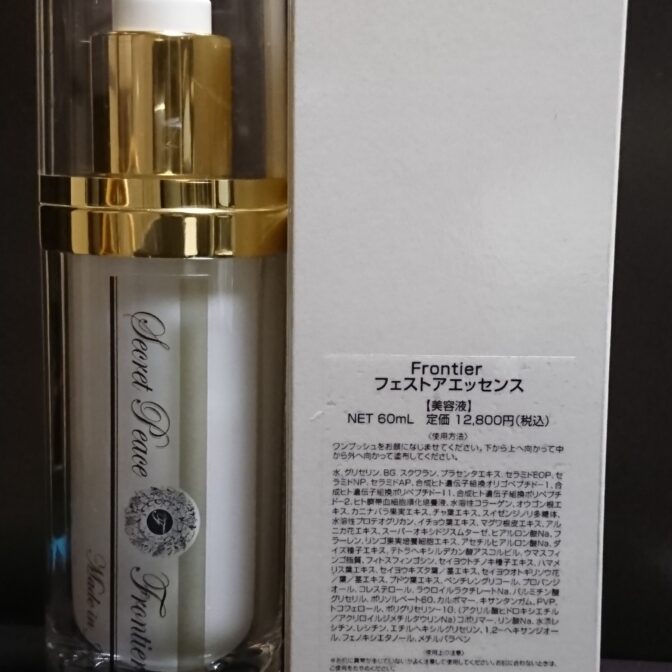 Secret Peace
Frontier
Made in
Frontier
フェストアエッセンス
【美容液】
NET 60mL 定価 12,800円(税込)
〈使用方法〉
ワンプッシュをお顔になじませてください。下から上へ向かって中
から外へ向かって塗布してください。
水、グリセリン、BG スクワラン、プラセンタエキス、セラミドEOP、セ
ラミドNP、セラミドAP、合成ヒト遺伝子組換オリゴペプチド-1、合
成ヒト遺伝子組換ポリペプチド-11、合成ヒト遺伝子組換ポリペプチ
ド-2、ヒト臍帯血細胞順化培養液、水溶性コラーゲン、オウゴン根エ
キス、カニナバラ果実エキス、チャ葉エキス、スイゼンジノリ多糖体、
水溶性プロテオグリカン、イチョウ葉エキス、マグワ根皮エキス、アル
ニカ花エキス、スーパーオキシドジスムターゼ、ヒアルロン酸Na、フ
ラーレン、リンゴ果実培養細胞エキス、アセチルヒアルロン酸Na、ダ
イズ種子エキス、テトラヘキシルデカン酸アスコルビル、ウマスフィ
ンゴ脂質、フィトスフィンゴシン、セイヨウトチノキ種子エキス、ハマメ
リス葉エキス、セイヨウキズタ葉/茎エキス、セイヨウオトギリソウ花/
葉/茎エキス、ブドウ葉エキス、ペンチレングリコール、プロパンジ
オール、コレステロール、ラウロイルラクチレートNa、パルミチン酸
グリセリル、ポリソルベート60、カルボマー、キサンタンガム、PVP、
トコフェロール、ポリグリセリン-10、(アクリル酸ヒドロキシエチル
/アクリロイルジメチルタウリンNa)コポリマー、リン酸Na、水添レ
シチン、レシチン、エチルヘキシルグリセリン、1,2-ヘキサンジオー
ル、フェノキシエタノール、メチルパラベン
〈使用上のご注意〉